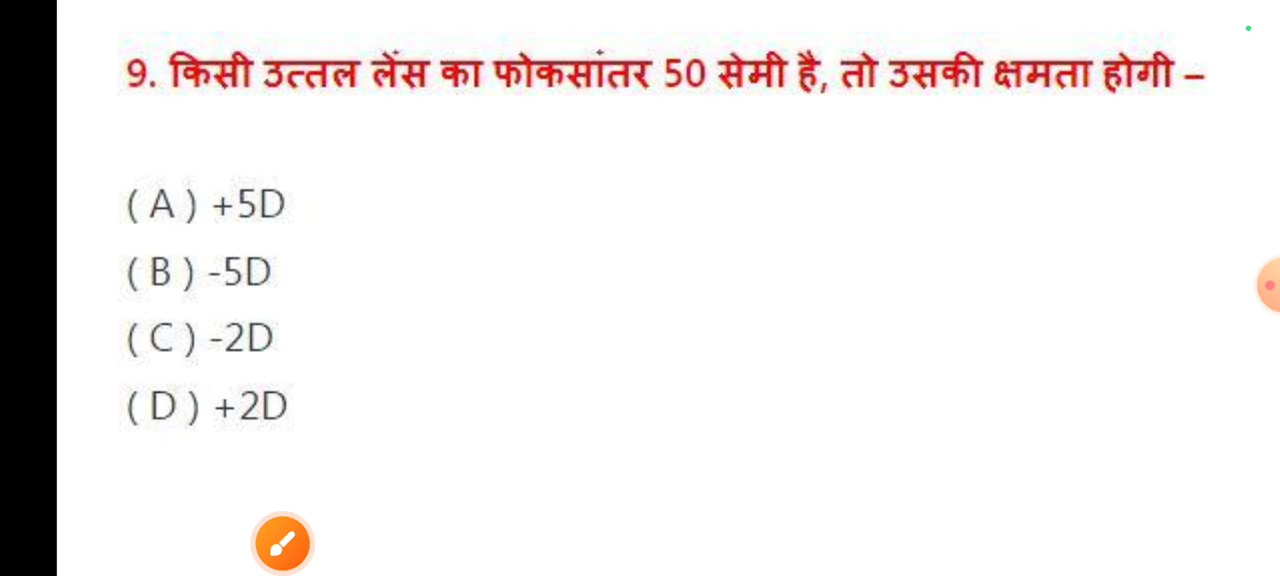 9. किसी उत्तल लेंस का फोकसांतर 50 सेमी है, तो उसकी क्षमता होगी –
( A ) +5D
( B ) -5D
( C ) -2D
( D ) +2D